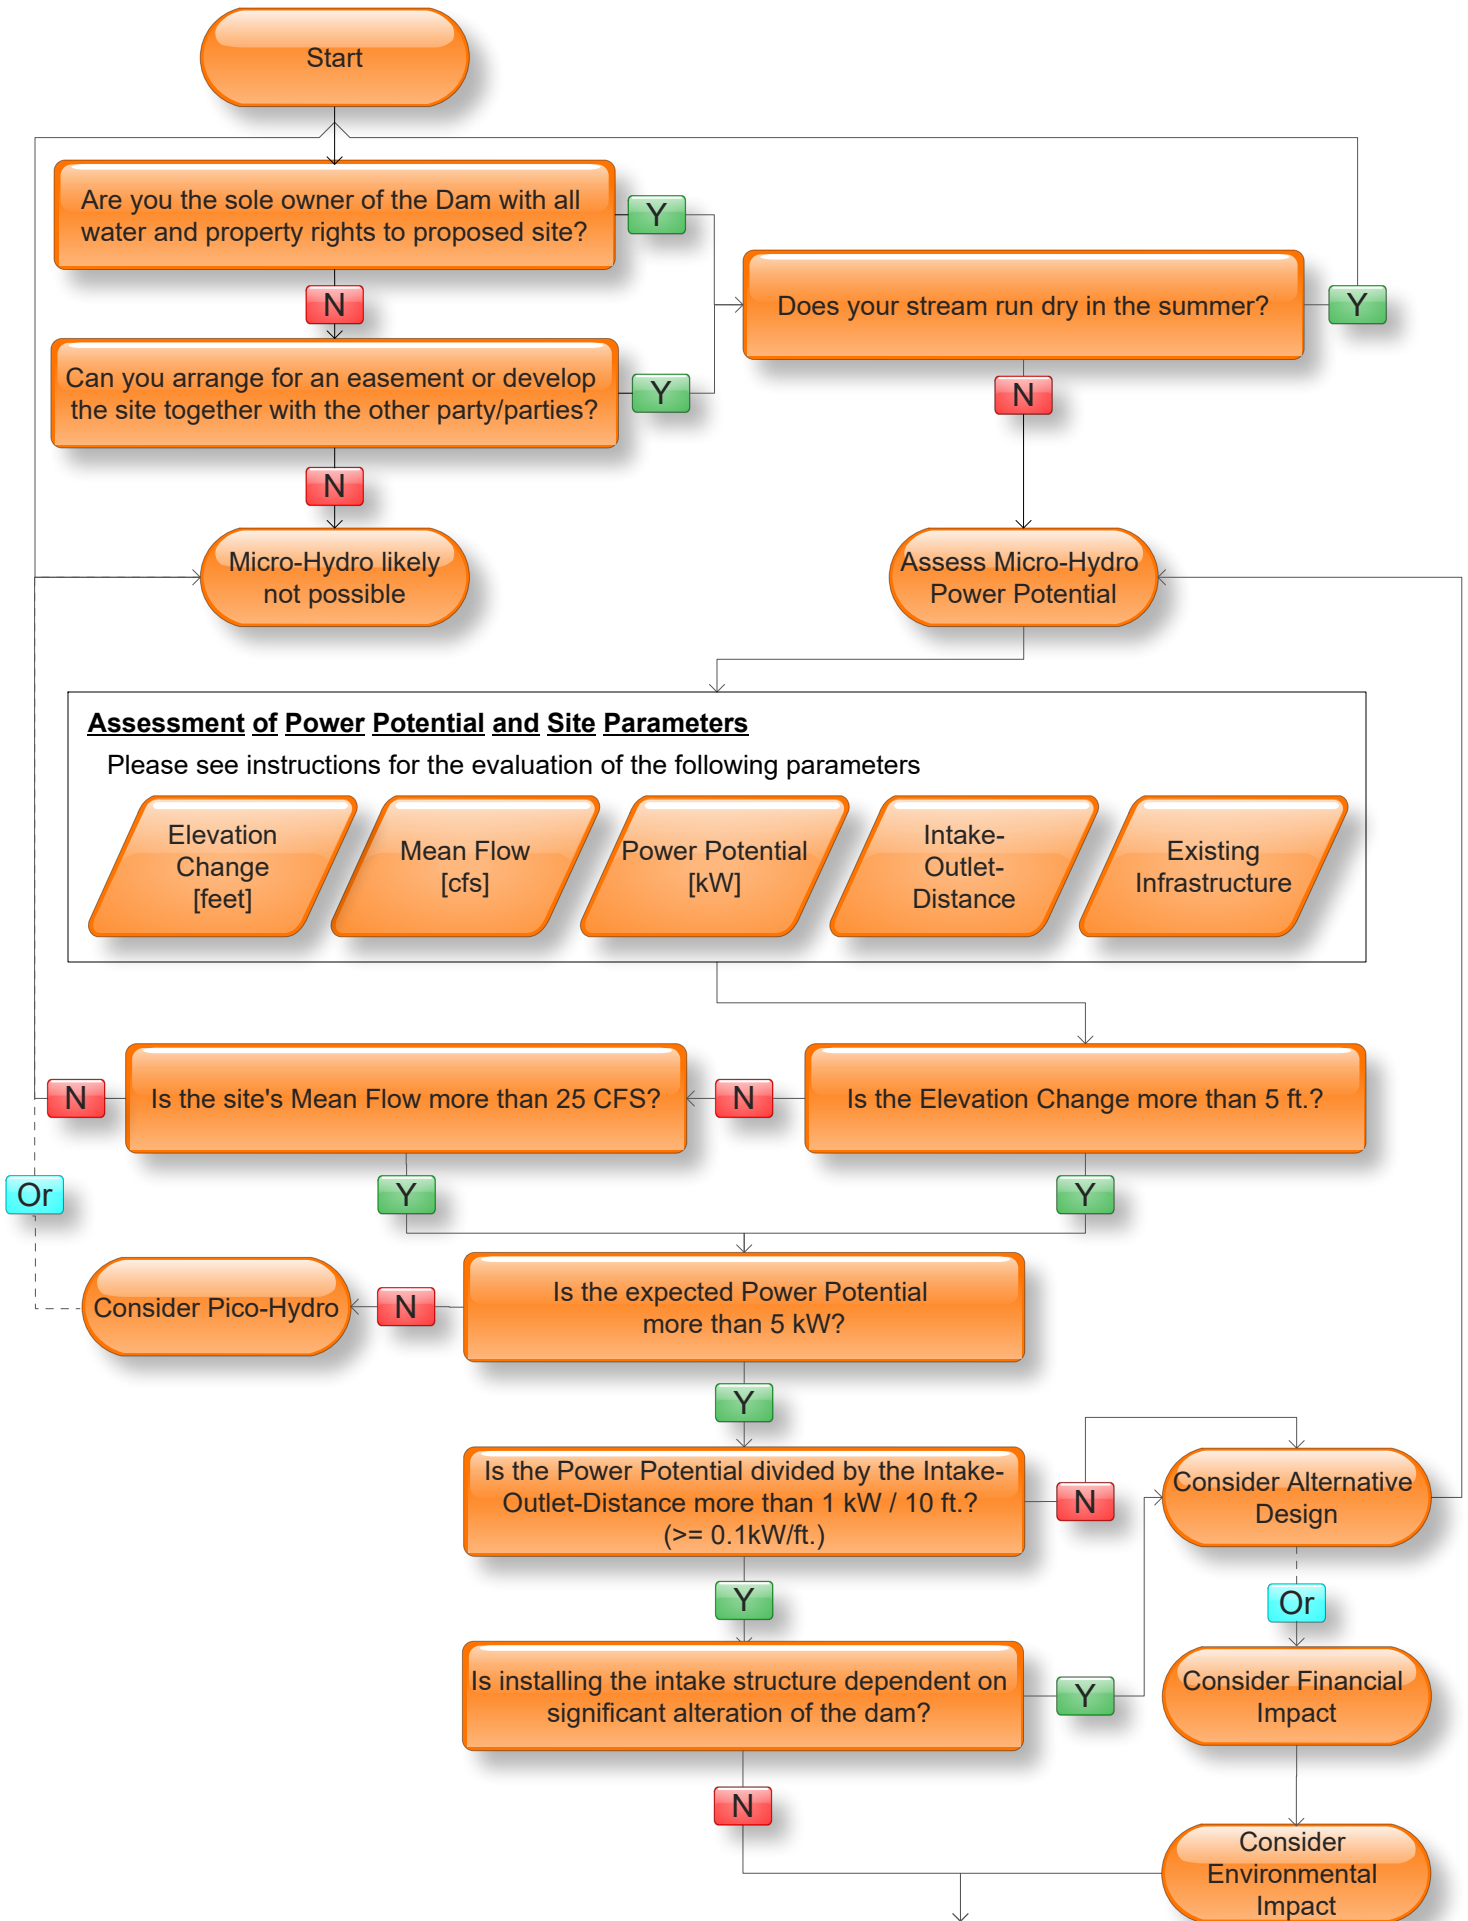 Start
Are you the sole owner of the Dam with all
water and property rights to proposed site?
Y
N
Does your stream run dry in the summer?
Y
N
Can you arrange for an easement or develop
the site together with the other party/parties?
Y
N
Micro-Hydro likely
not possible
Assess Micro-Hydro
Power Potential
Assessment of Power Potential and Site Parameters
Please see instructions for the evaluation of the following parameters
Elevation
Change
[feet]
Mean Flow
[cfs]
Power Potential
[kW]
Intake-
Outlet-
Distance
Existing
Infrastructure
N
Is the site's Mean Flow more than 25 CFS?
N
Is the Elevation Change more than 5 ft.?
Or
Y
Y
Consider Pico-Hydro
N
Is the expected Power Potential
more than 5 kW?
Y
Is the Power Potential divided by the Intake-
Outlet-Distance more than 1 kW / 10 ft.?
(>= 0.1kW/ft.)
N
Consider Alternative
Design
Y
Or
Is installing the intake structure dependent on
significant alteration of the dam?
Y
Consider Financial
Impact
N
Consider
Environmental
Impact